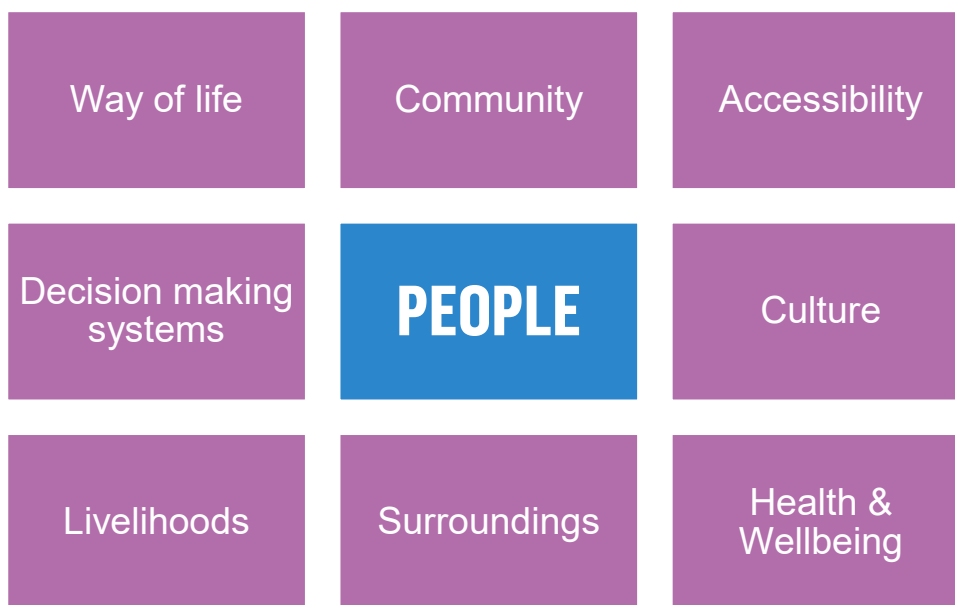 Way of life
Community
Accessibility
Decision making
systems
PEOPLE
Culture
Livelihoods
Surroundings
Health &
Wellbeing